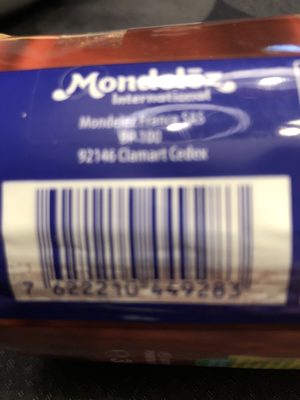 Mondelēz
International
Mondelez France SAS
BP 100
92146 Clamart Cedex
7 622210 449283